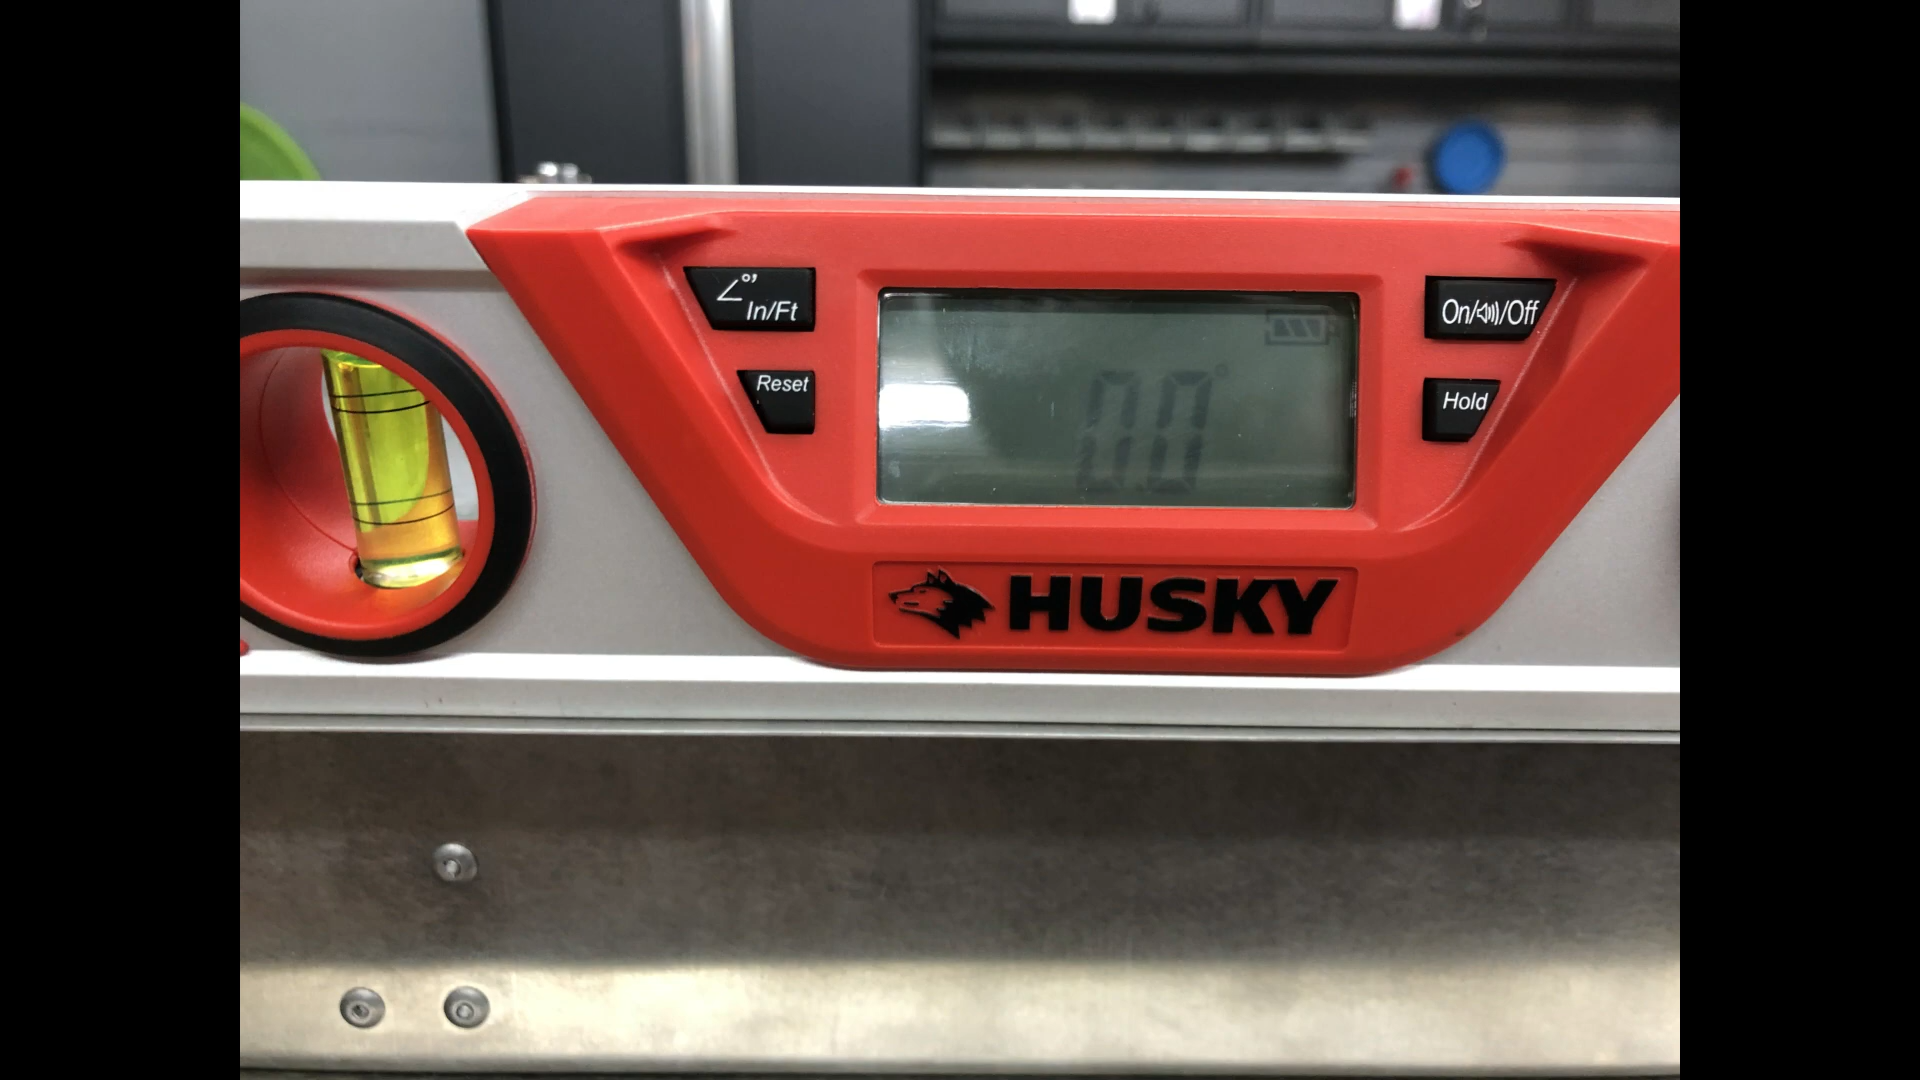 ∠°’
In/Ft
Reset
0.0°
On/🔊/Off
Hold
HUSKY